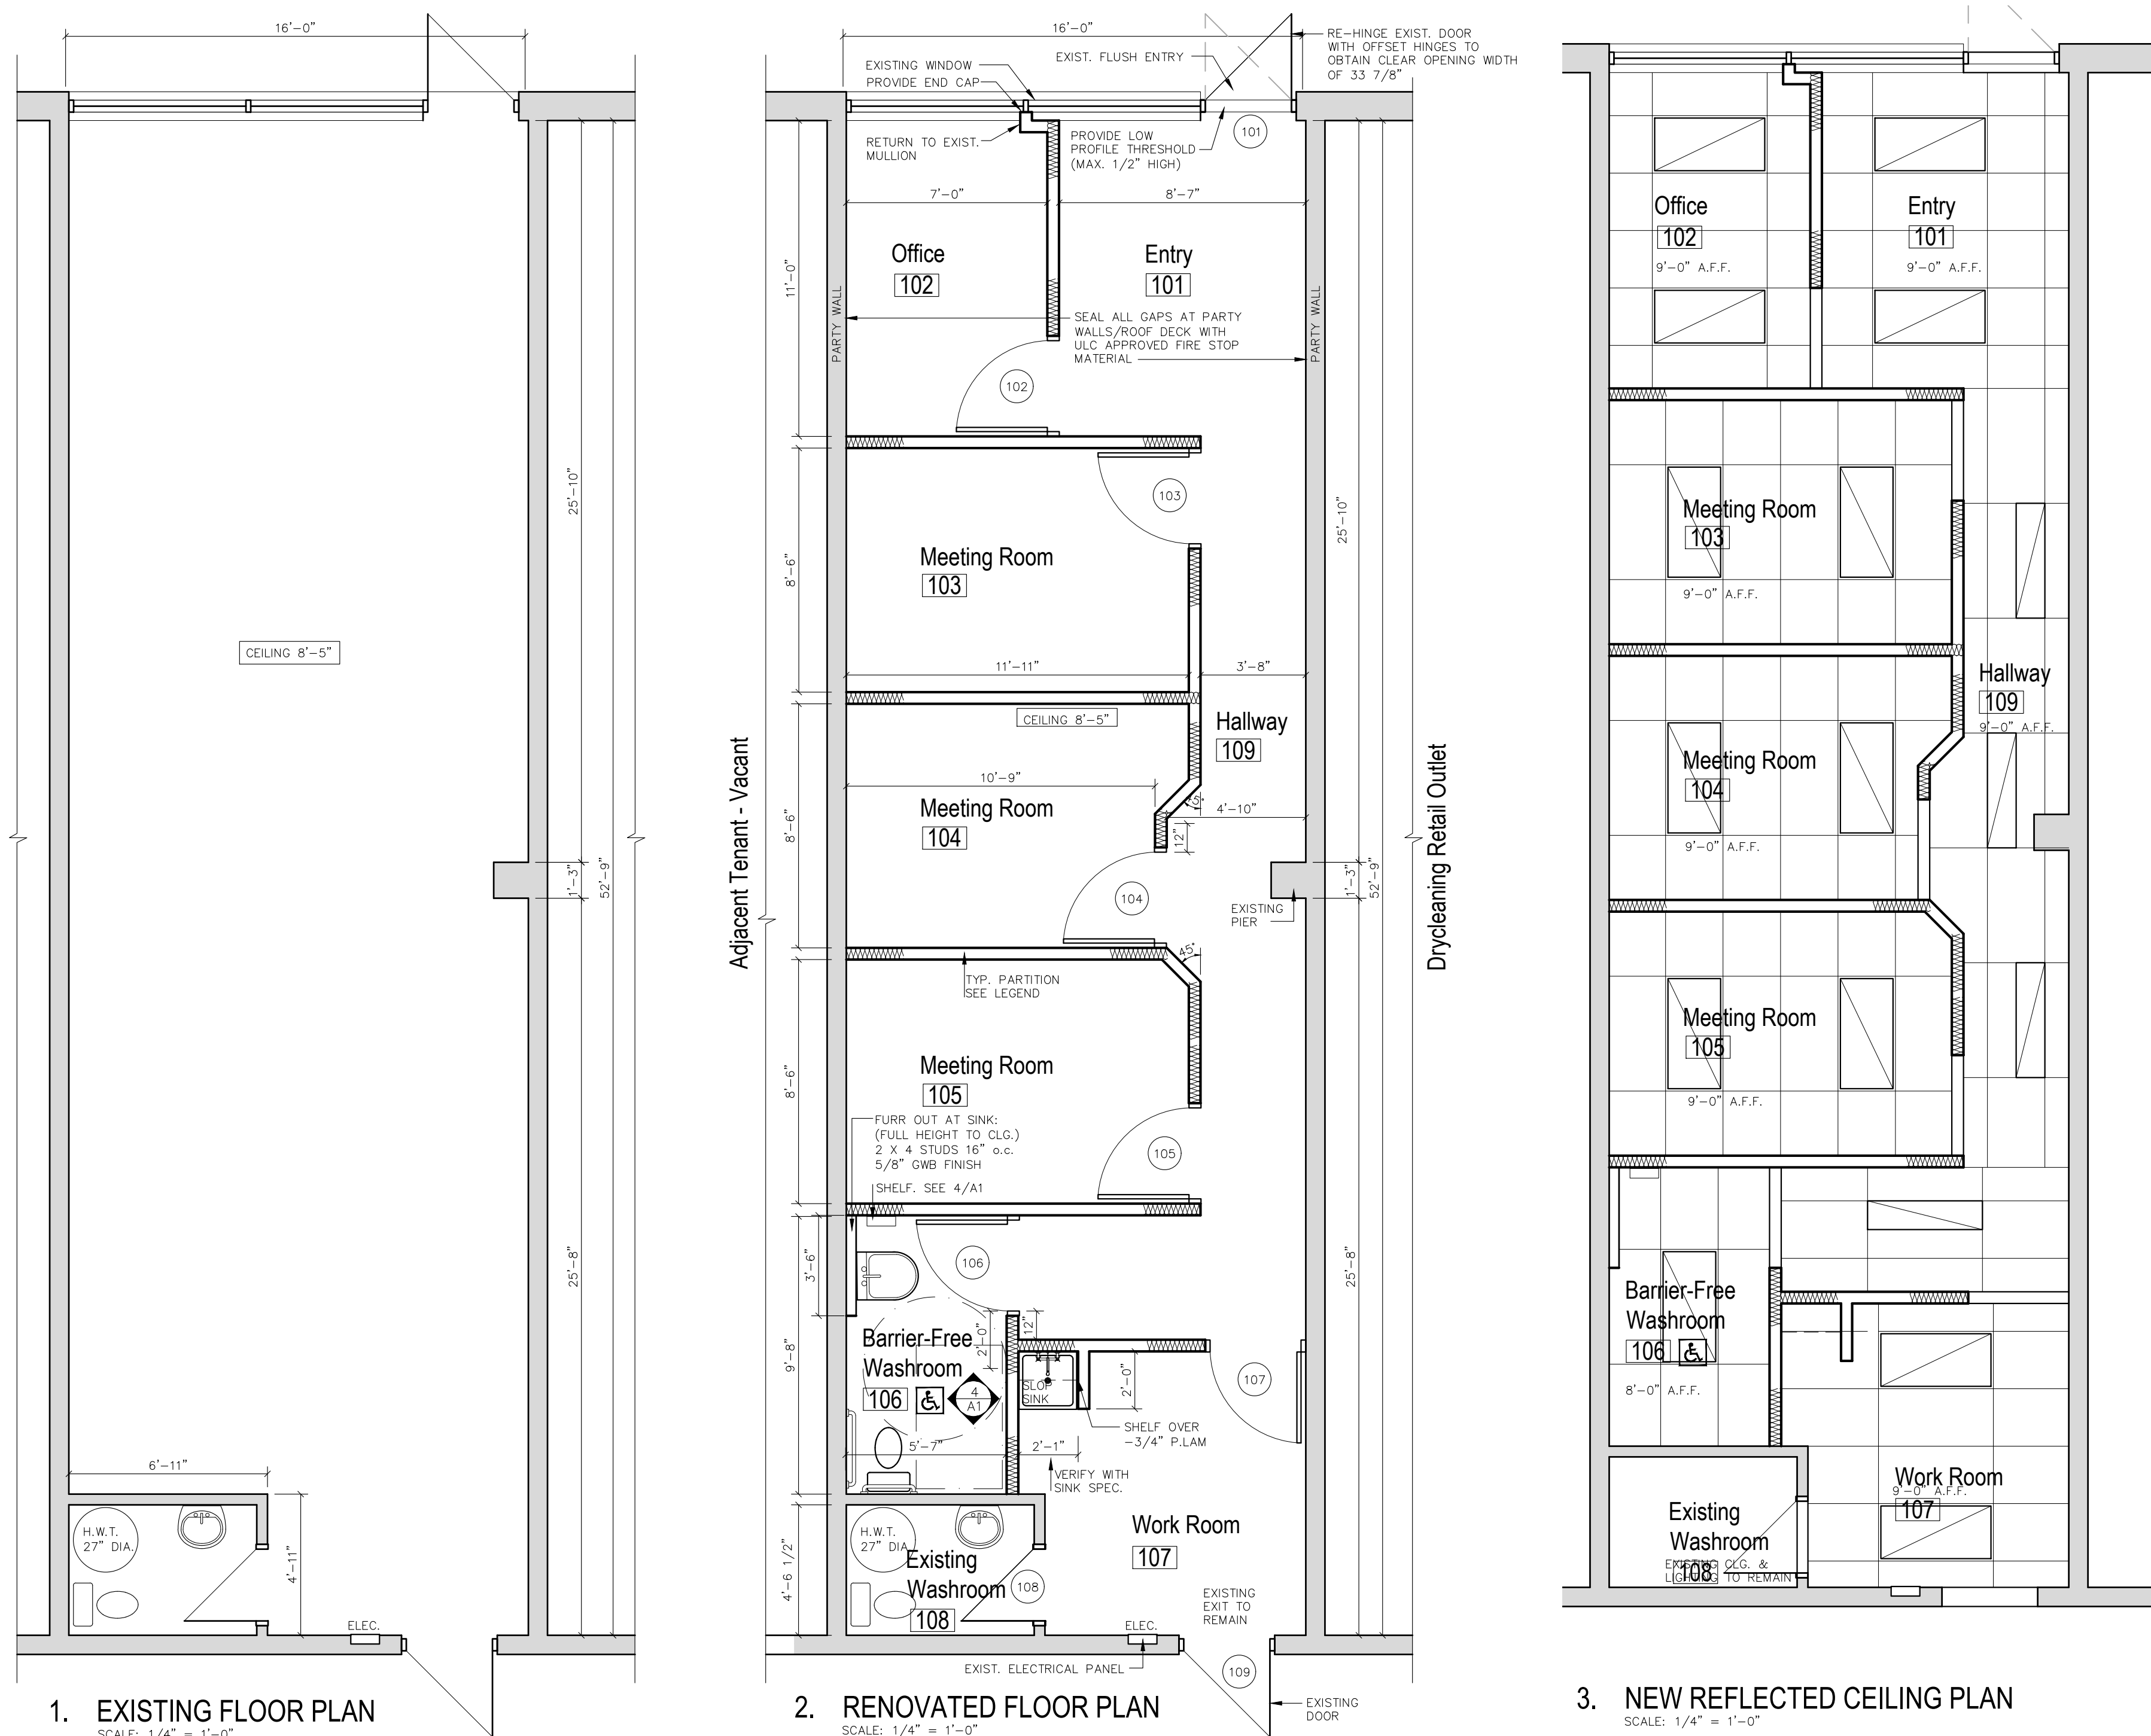 16'-0"
CEILING 8'-5"
25'-10"
1'-3"
52'-9"
25'-8"
6'-11"
4'-11"
H.W.T.
27" DIA.
ELEC.
1. EXISTING FLOOR PLAN
SCALE: 1/4" = 1'-0"
16'-0"
RE-HINGE EXIST. DOOR
WITH OFFSET HINGES TO
OBTAIN CLEAR OPENING WIDTH
OF 33 7/8"
EXIST. FLUSH ENTRY
EXISTING WINDOW
PROVIDE END CAP
RETURN TO EXIST.
MULLION
PROVIDE LOW
PROFILE THRESHOLD
(MAX. 1/2" HIGH)
101
7'-0"
8'-7"
11'-0"
Office
102
Entry
101
PARTY WALL
PARTY WALL
SEAL ALL GAPS AT PARTY
WALLS/ROOF DECK WITH
ULC APPROVED FIRE STOP
MATERIAL
102
103
25'-10"
Meeting Room
103
8'-6"
11'-11"
3'-8"
CEILING 8'-5"
Hallway
109
Adjacent Tenant - Vacant
Drycleaning Retail Outlet
10'-9"
Meeting Room
104
8'-6"
45°
4'-10"
12"
104
1'-3"
52'-9"
EXISTING
PIER
45°
TYP. PARTITION
SEE LEGEND
Meeting Room
105
8'-6"
FURR OUT AT SINK:
(FULL HEIGHT TO CLG.)
2 X 4 STUDS 16" o.c.
5/8" GWB FINISH
105
SHELF. SEE 4/A1
3'-6"
106
25'-8"
9'-8"
Barrier-Free
Washroom
106
2'-0"
12"
4
A1
SLOP
SINK
2'-0"
107
SHELF OVER
-3/4" P.LAM
5'-7"
2'-1"
VERIFY WITH
SINK SPEC.
4'-6 1/2"
H.W.T.
27" DIA
Existing
Washroom
108
108
Work Room
107
EXISTING
EXIT TO
REMAIN
ELEC.
EXIST. ELECTRICAL PANEL
109
EXISTING
DOOR
2. RENOVATED FLOOR PLAN
SCALE: 1/4" = 1'-0"
Office
102
9'-0" A.F.F.
Entry
101
9'-0" A.F.F.
Meeting Room
103
9'-0" A.F.F.
Hallway
109
9'-0" A.F.F.
Meeting Room
104
9'-0" A.F.F.
Meeting Room
105
9'-0" A.F.F.
Barrier-Free
Washroom
106
8'-0" A.F.F.
Work Room
9'-0" A.F.F.
107
Existing
Washroom
108
EXISTING CLG. &
LIGHTING TO REMAIN
3. NEW REFLECTED CEILING PLAN
SCALE: 1/4" = 1'-0"